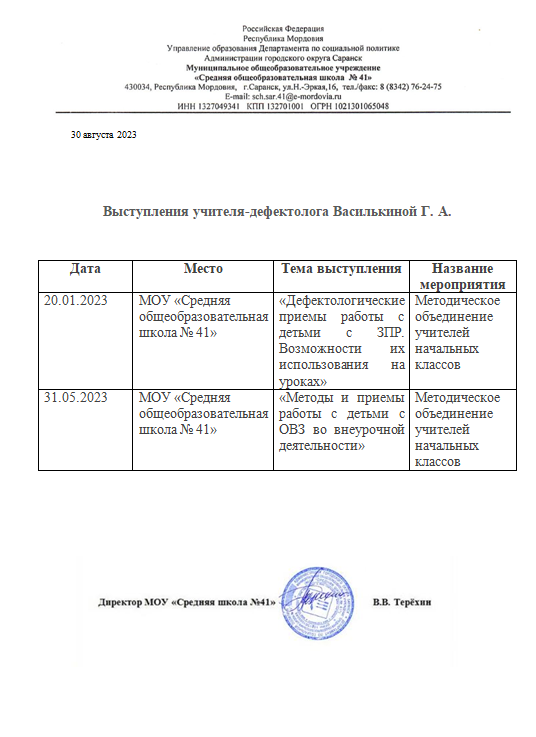 Российская Федерация
Республика Мордовия
Управление образования Департамента по социальной политике
Администрации городского округа Саранск
Муниципальное общеобразовательное учреждение
«Средняя общеобразовательная школа № 41»
430034, Республика Мордовия, г.Саранск, ул.Н.-Эркая,16, тел./факс: 8 (8342) 76-24-75
E-mail: sch.sar.41@e-mordovia.ru
ИНН 1327049341 КПП 132701001 ОГРН 1021301065048
30 августа 2023
Выступления учителя-дефектолога Василькиной Г. А.
Дата Место Тема выступления Название
мероприятия
20.01.2023
МОУ «Средняя
общеобразовательная
школа № 41»
«Дефектологические
приемы работы с
детьми с ЗПР.
Возможности их
использования на
уроках»
Методическое
объединение
учителей
начальных
классов
31.05.2023
МОУ «Средняя
общеобразовательная
школа № 41»
«Методы и приемы
работы с детьми с
ОВЗ во внеурочной
деятельности»
Методическое
объединение
учителей
начальных
классов
Директор МОУ «Средняя школа №41» В.В. Терёхин